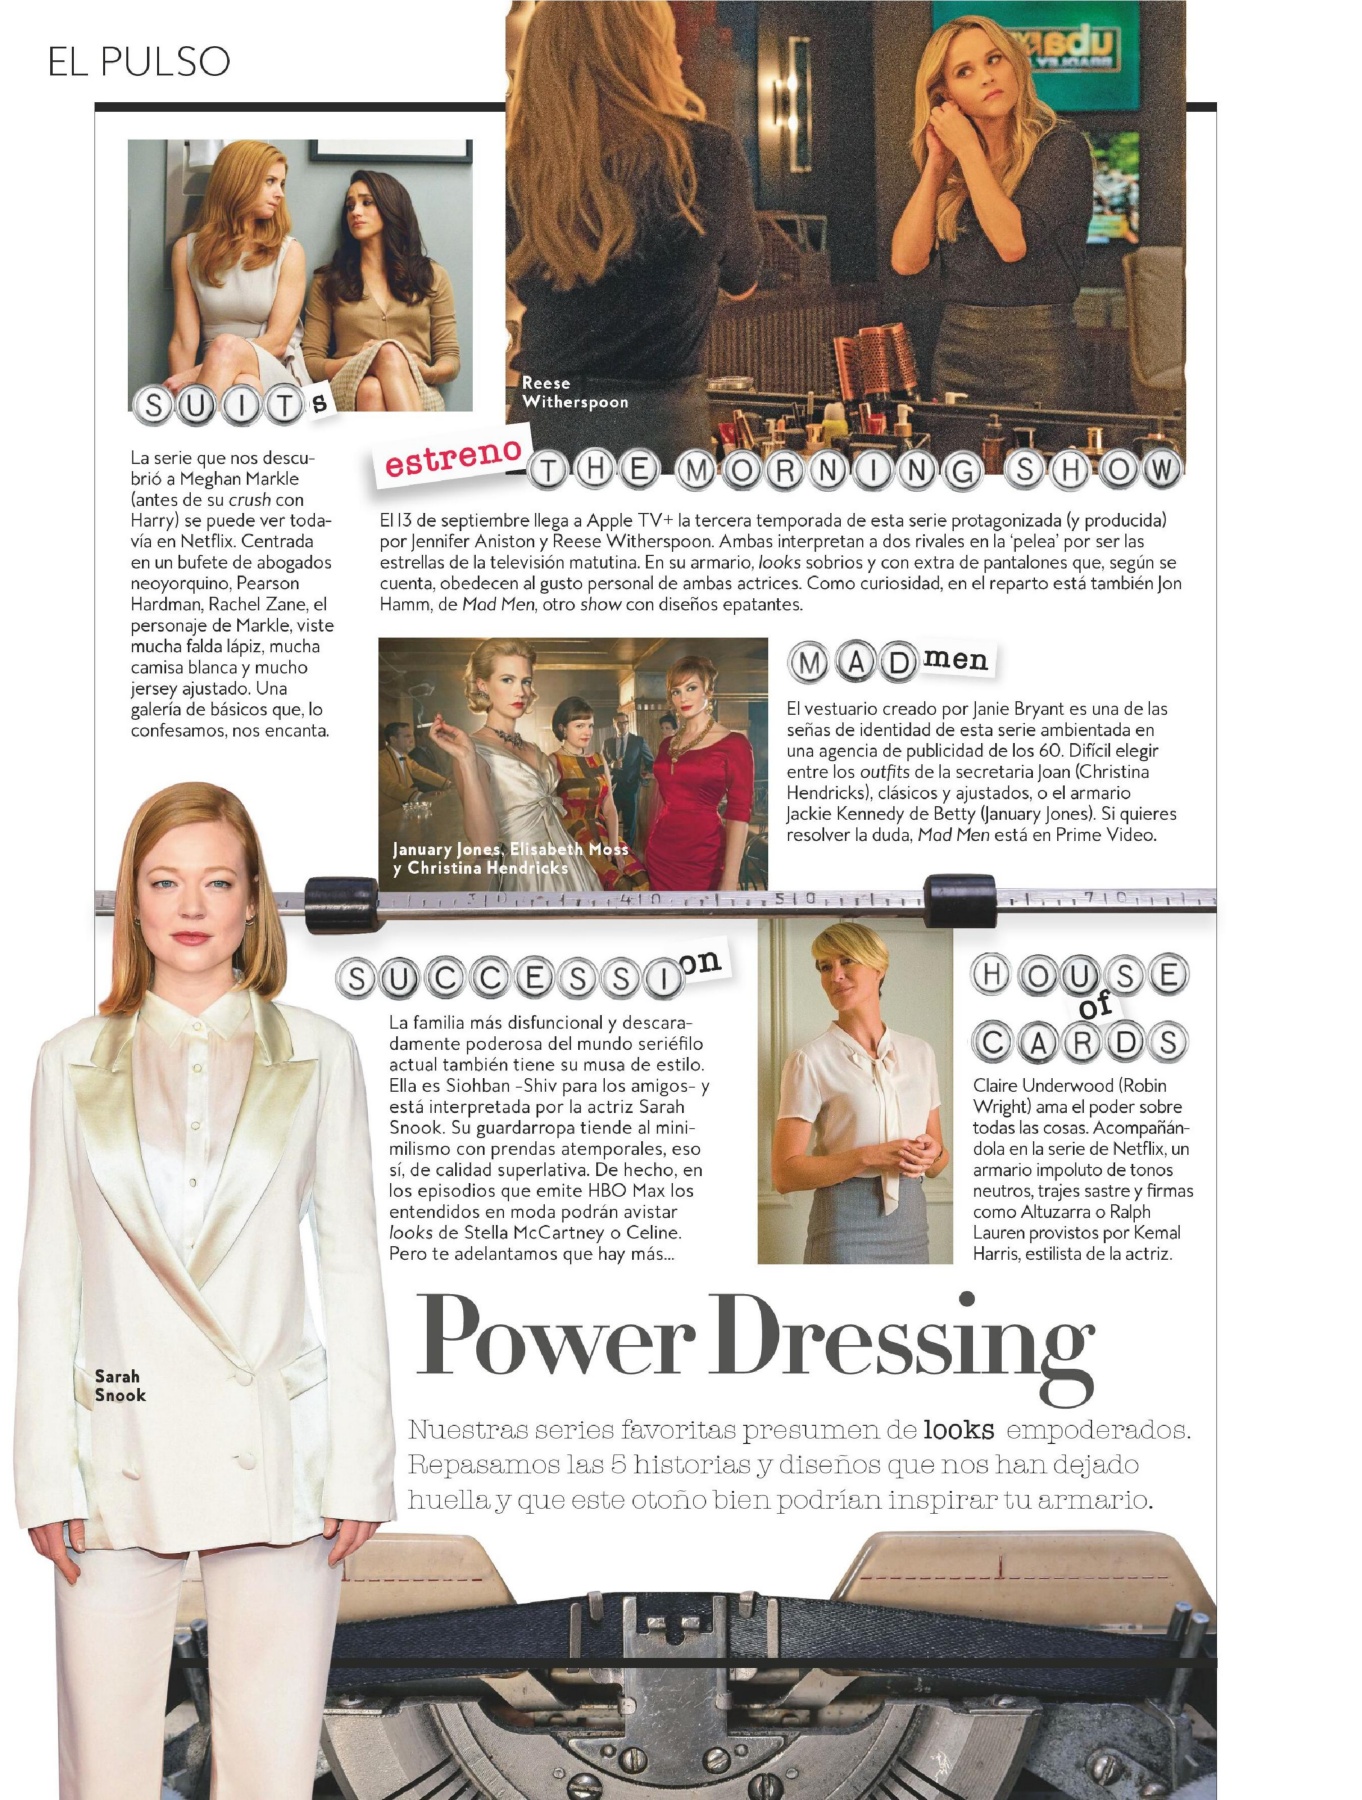 EL PULSO
SUITs
La serie que nos descu-
brió a Meghan Markle
(antes de su crush con
Harry) se puede ver toda-
vía en Netflix. Centrada
en un bufete de abogados
neoyorquino, Pearson
Hardman, Rachel Zane, el
personaje de Markle, viste
mucha falda lápiz, mucha
camisa blanca y mucho
jersey ajustado. Una
galería de básicos que, lo
confesamos, nos encanta.
Reese
Witherspoon
estreno THE MORNING SHOW
El 13 de septiembre llega a Apple TV+ la tercera temporada de esta serie protagonizada (y producida)
por Jennifer Aniston y Reese Witherspoon. Ambas interpretan a dos rivales en la ‘pelea’ por ser las
estrellas de la televisión matutina. En su armario, looks sobrios y con extra de pantalones que, según se
cuenta, obedecen al gusto personal de ambas actrices. Como curiosidad, en el reparto está también Jon
Hamm, de Mad Men, otro show con diseños epatantes.
January Jones, Elisabeth Moss
y Christina Hendricks
MAD men
El vestuario creado por Janie Bryant es una de las
señas de identidad de esta serie ambientada en
una agencia de publicidad de los 60. Difícil elegir
entre los outfits de la secretaria Joan (Christina
Hendricks), clásicos y ajustados, o el armario
Jackie Kennedy de Betty (January Jones). Si quieres
resolver la duda, Mad Men está en Prime Video.
410 510 710
SUCCESSIon
La familia más disfuncional y descara-
damente poderosa del mundo seriéfilo
actual también tiene su musa de estilo.
Ella es Siohban –Shiv para los amigos– y
está interpretada por la actriz Sarah
Snook. Su guardarropa tiende al mini-
milismo con prendas atemporales, eso
sí, de calidad superlativa. De hecho, en
los episodios que emite HBO Max los
entendidos en moda podrán avistar
looks de Stella McCartney o Celine.
Pero te adelantamos que hay más...
HOUSE
of
CARDS
Claire Underwood (Robin
Wright) ama el poder sobre
todas las cosas. Acompañán-
dola en la serie de Netflix, un
armario impoluto de tonos
neutros, trajes sastre y firmas
como Altuzarra o Ralph
Lauren provistos por Kemal
Harris, estilista de la actriz.
Sarah
Snook
Power Dressing
Nuestras series favoritas presumen de looks empoderados.
Repasamos las 5 historias y diseños que nos han dejado
huella y que este otoño bien podrían inspirar tu armario.